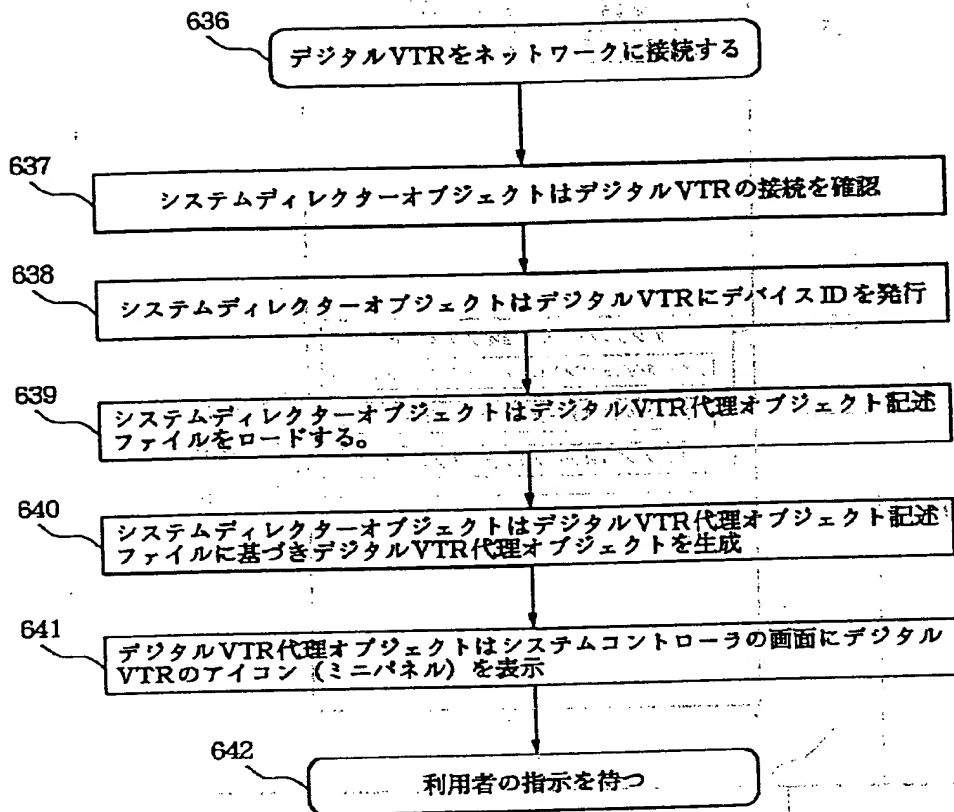 636
デジタルVTRをネットワークに接続する
637
システムディレクターオブジェクトはデジタルVTRの接続を確認
638
システムディレクターオブジェクトはデジタルVTRにデバイスIDを発行
639
システムディレクターオブジェクトはデジタルVTR代理オブジェクト記述
ファイルをロードする。
640
システムディレクターオブジェクトはデジタルVTR代理オブジェクト記述
ファイルに基づきデジタルVTR代理オブジェクトを生成
641
デジタルVTR代理オブジェクトはシステムコントローラの画面にデジタル
VTRのアイコン（ミニパネル）を表示
642
利用者の指示を待つ